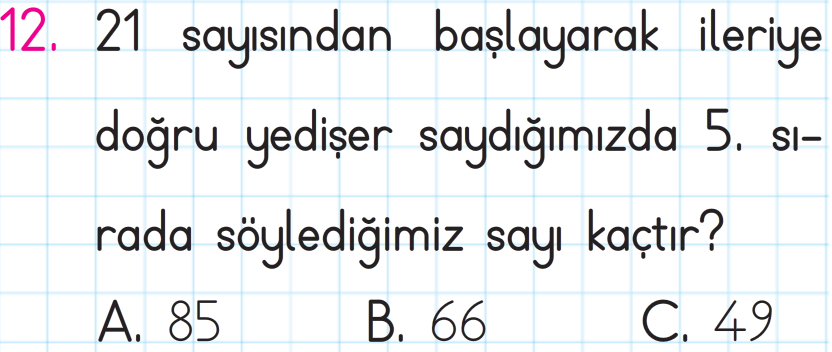 12. 21 sayısından başlayarak ileriye
doğru yedişer saydığımızda 5. sı-
rada söylediğimiz sayı kaçtır?
A. 85 B. 66 C. 49